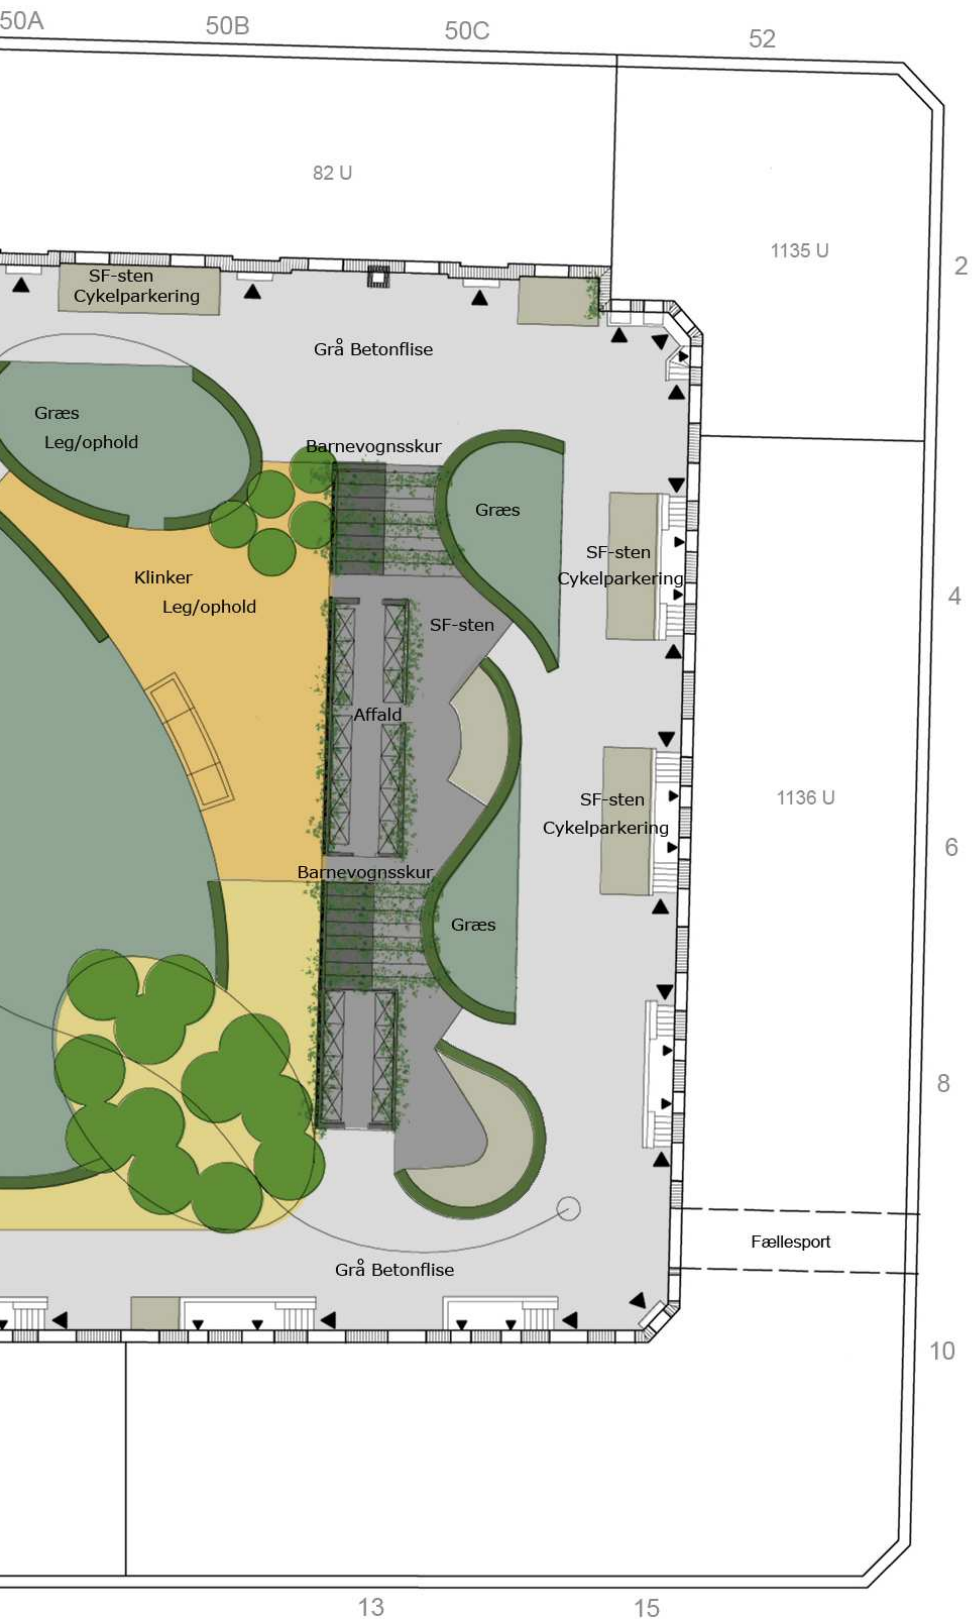 50A
50B
50C
52
82 U
1135 U
2
SF-sten
Cykelparkering
Grå Betonflise
Græs
Leg/ophold
Barnevognsskur
Græs
SF-sten
Cykelparkering
4
Klinker
Leg/ophold
SF-sten
Affald
SF-sten
Cykelparkering
1136 U
6
Barnevognsskur
Græs
8
Fællesport
Grå Betonflise
10
13
15